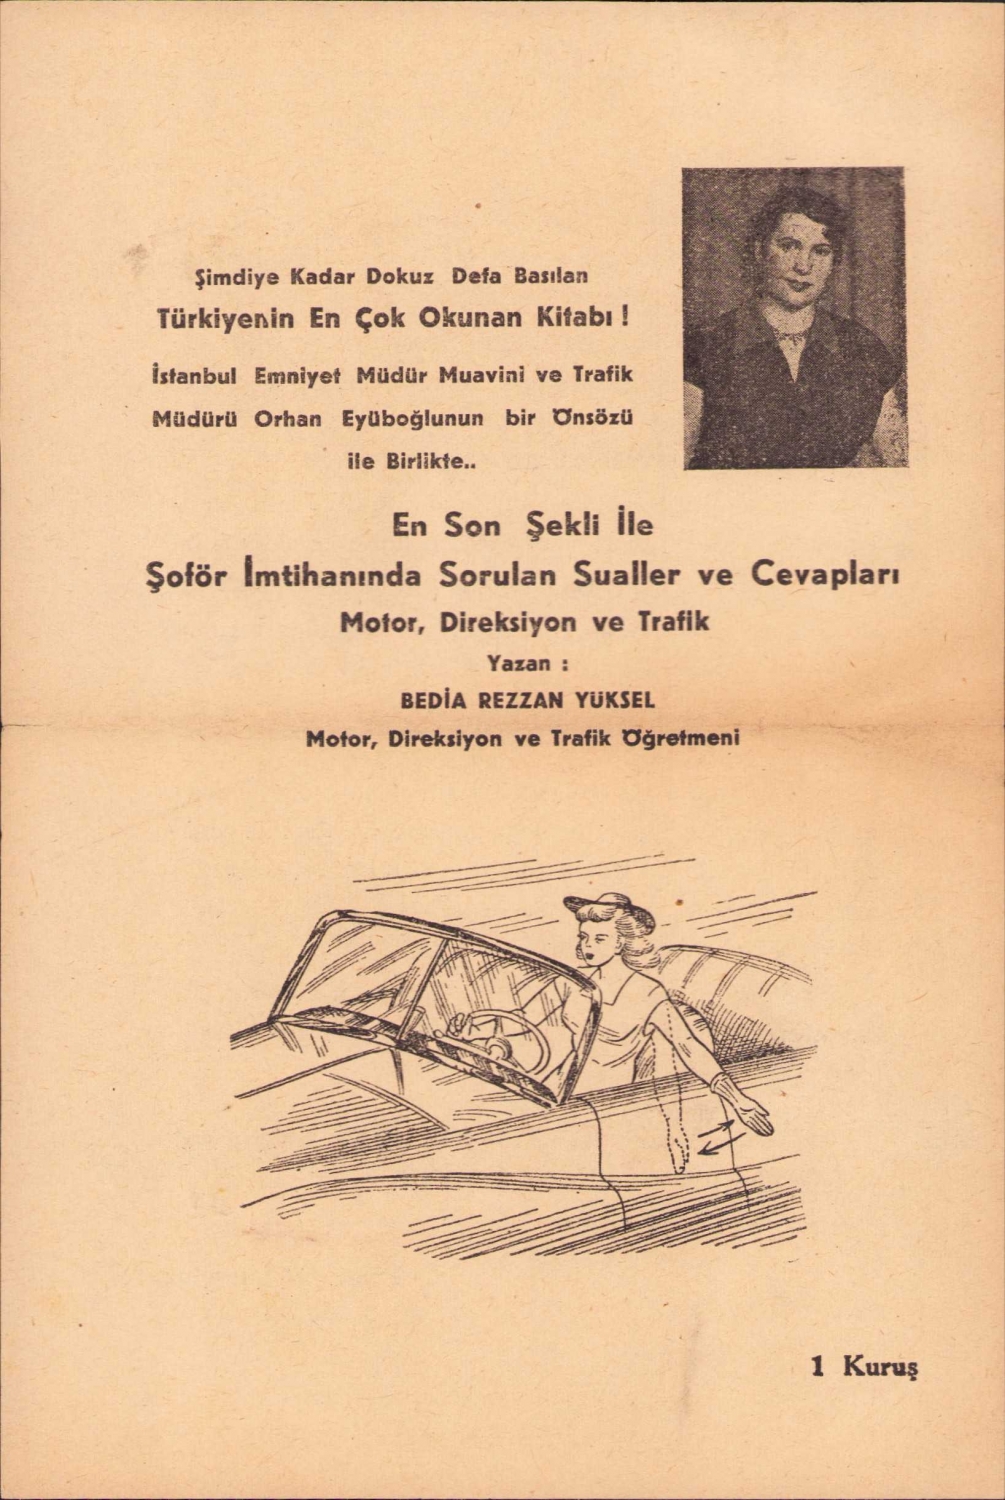 Şimdiye Kadar Dokuz Defa Basılan
Türkiyenin En Çok Okunan Kitabı !
İstanbul Emniyet Müdür Muavini ve Trafik
Müdürü Orhan Eyüboğlunun bir Önsözü
ile Birlikte..
En Son Şekli İle
Şoför İmtihanında Sorulan Sualler ve Cevapları
Motor, Direksiyon ve Trafik
Yazan :
BEDİA REZZAN YÜKSEL
Motor, Direksiyon ve Trafik Öğretmeni
1 Kuruş